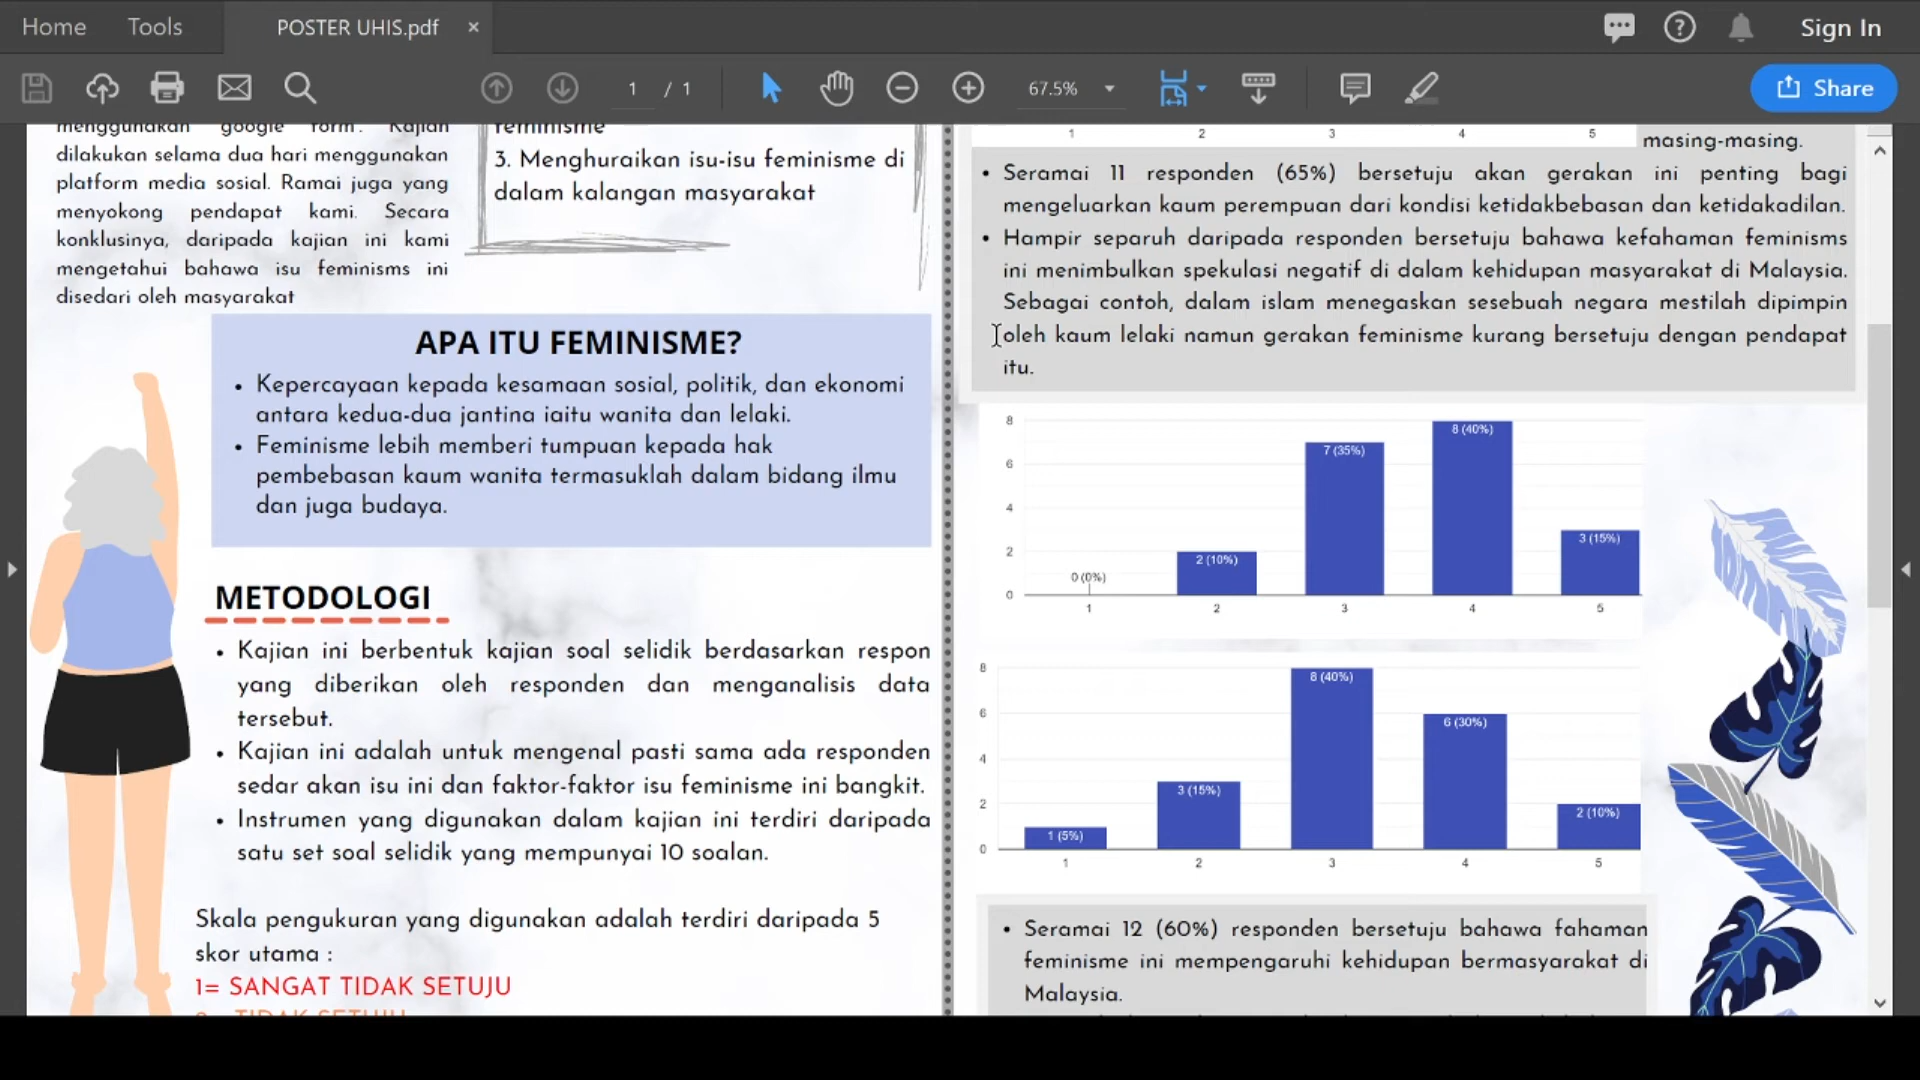 Home
Tools
POSTER UHIS.pdf
×
Sign In
1 / 1
67.5%
Share
menggunakan google form. Kajian
dilakukan selama dua hari menggunakan
platform media sosial. Ramai juga yang
menyokong pendapat kami. Secara
konklusinya, daripada kajian ini kami
mengetahui bahawa isu feminisms ini
disedari oleh masyarakat
feminisme
3. Menghuraikan isu-isu feminisme di
dalam kalangan masyarakat
APA ITU FEMINISME?
• Kepercayaan kepada kesamaan sosial, politik, dan ekonomi
antara kedua-dua jantina iaitu wanita dan lelaki.
• Feminisme lebih memberi tumpuan kepada hak
pembebasan kaum wanita termasuklah dalam bidang ilmu
dan juga budaya.
METODOLOGI
• Kajian ini berbentuk kajian soal selidik berdasarkan respon
yang diberikan oleh responden dan menganalisis data
tersebut.
• Kajian ini adalah untuk mengenal pasti sama ada responden
sedar akan isu ini dan faktor-faktor isu feminisme ini bangkit.
• Instrumen yang digunakan dalam kajian ini terdiri daripada
satu set soal selidik yang mempunyai 10 soalan.
Skala pengukuran yang digunakan adalah terdiri daripada 5
skor utama :
1= SANGAT TIDAK SETUJU
2= TIDAK SETUJU
1 2 3 4 5
masing-masing.
• Seramai 11 responden (65%) bersetuju akan gerakan ini penting bagi
mengeluarkan kaum perempuan dari kondisi ketidakbebasan dan ketidakadilan.
• Hampir separuh daripada responden bersetuju bahawa kefahaman feminisms
ini menimbulkan spekulasi negatif di dalam kehidupan masyarakat di Malaysia.
Sebagai contoh, dalam islam menegaskan sesebuah negara mestilah dipimpin
oleh kaum lelaki namun gerakan feminisme kurang bersetuju dengan pendapat
itu.
8
6
4
2
0
0 (0%)
2 (10%)
7 (35%)
8 (40%)
3 (15%)
1 2 3 4 5
8
6
4
2
0
1 (5%)
3 (15%)
8 (40%)
6 (30%)
2 (10%)
1 2 3 4 5
• Seramai 12 (60%) responden bersetuju bahawa fahaman
feminisme ini mempengaruhi kehidupan bermasyarakat di
Malaysia.